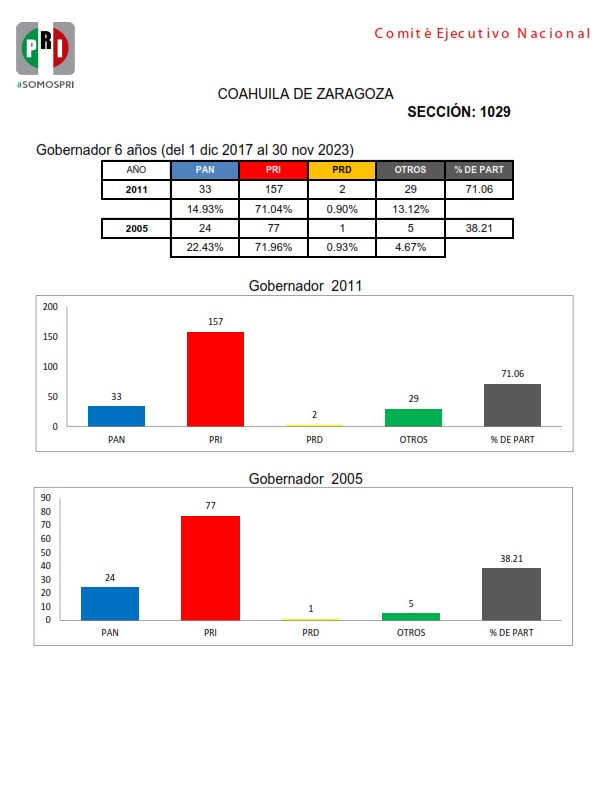 PRI
#SOMOSPRI
Comité Ejecutivo Nacional
COAHUILA DE ZARAGOZA
SECCIÓN: 1029
Gobernador 6 años (del 1 dic 2017 al 30 nov 2023)
AÑO PAN PRI PRD OTROS % DE PART
2011 33 157 2 29 71.06
14.93% 71.04% 0.90% 13.12%
2005 24 77 1 5 38.21
22.43% 71.96% 0.93% 4.67%
Gobernador 2011
200
150
100
50
0
157
71.06
33
29
2
PAN PRI PRD OTROS % DE PART
Gobernador 2005
90
80
70
60
50
40
30
20
10
0
77
38.21
24
5
1
PAN PRI PRD OTROS % DE PART